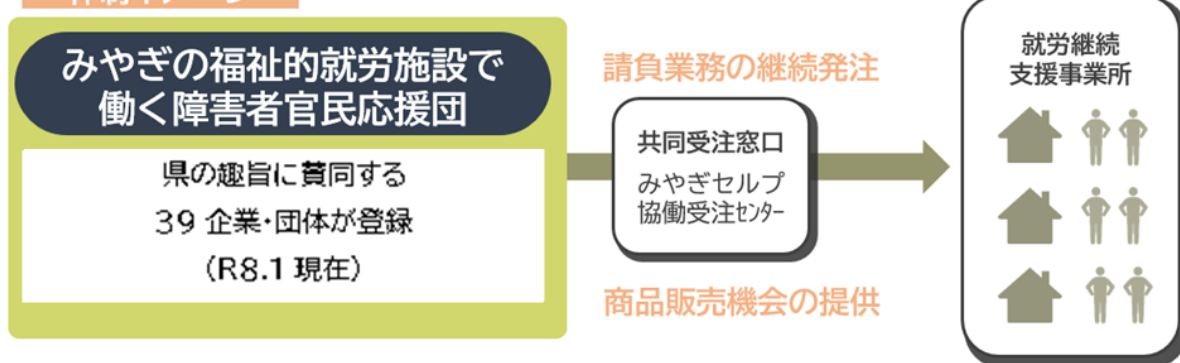 みやぎの福祉的就労施設で
働く障害者官民応援団
県の趣旨に賛同する
39 企業・団体が登録
（R8.1 現在）
請負業務の継続発注
共同受注窓口
みやぎセルプ
協働受注ｾﾝﾀｰ
商品販売機会の提供
就労継続
支援事業所